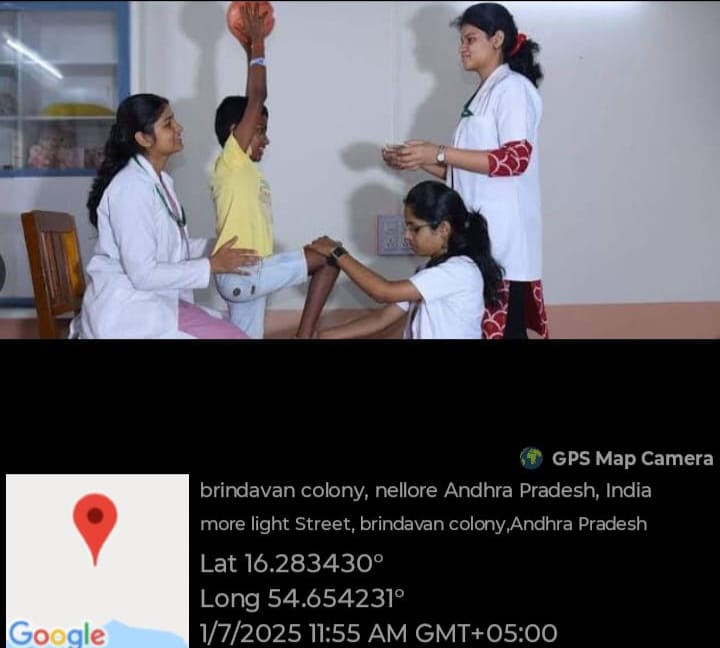 GPS Map Camera
brindavan colony, nellore Andhra Pradesh, India
more light Street, brindavan colony,Andhra Pradesh
Lat 16.283430°
Long 54.654231°
1/7/2025 11:55 AM GMT+05:00
Google